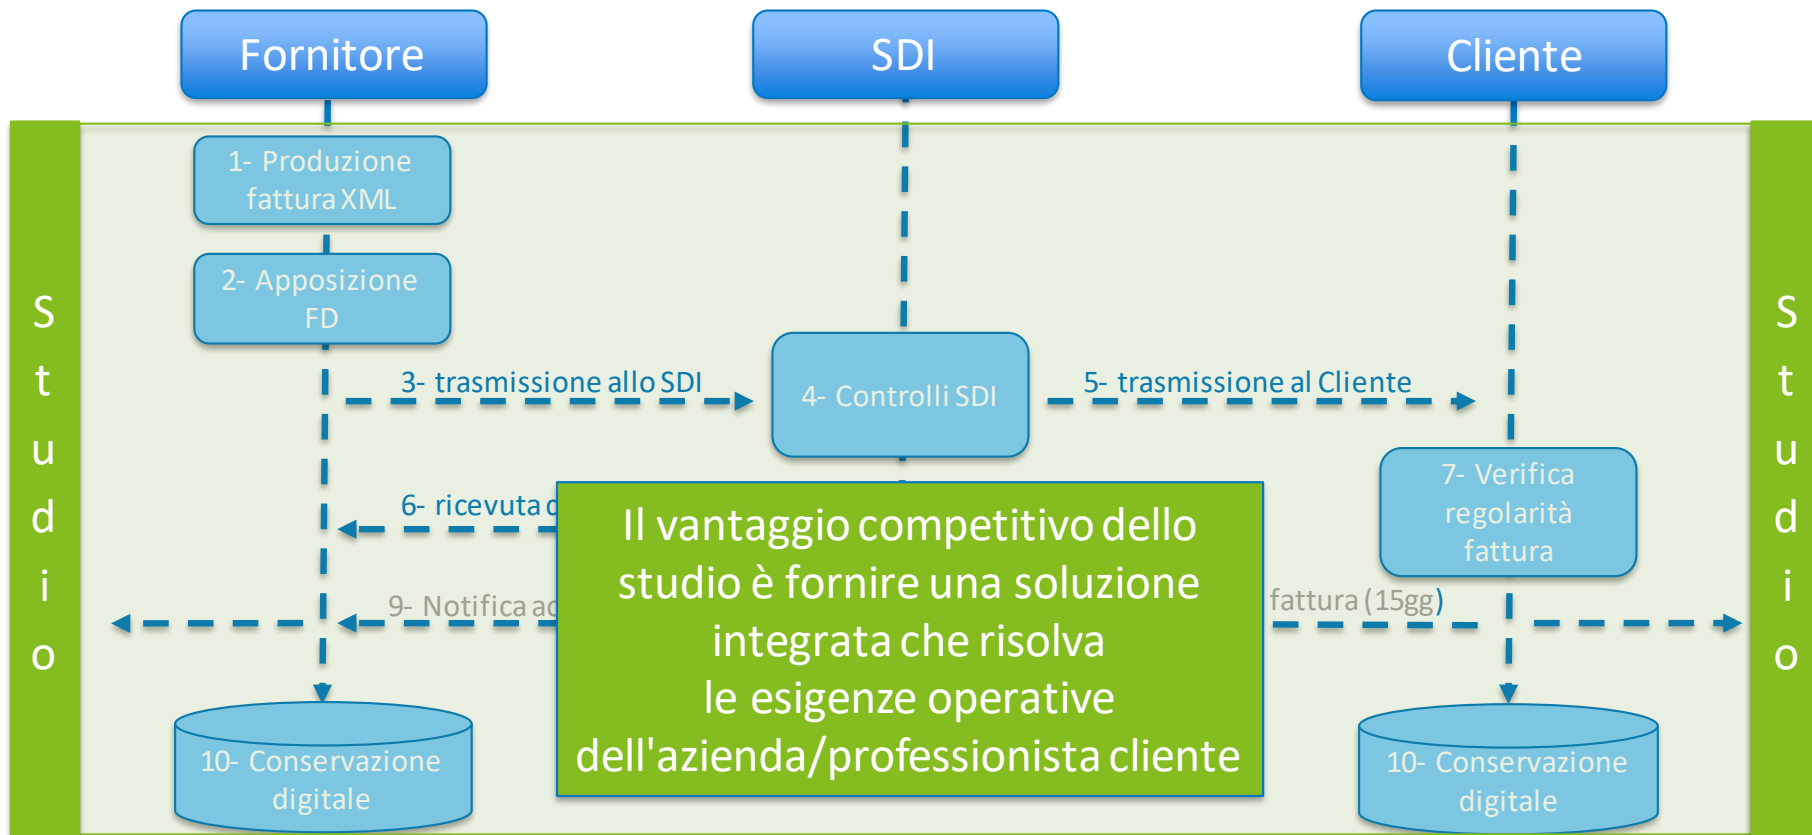 Fornitore
SDI
Cliente
1- Produzione
fattura XML
2- Apposizione
FD
3- trasmissione allo SDI
4- Controlli SDI
5- trasmissione al Cliente
6- ricevuta
7- Verifica
regolarità
fattura
9- Notifica
fattura (15gg)
Il vantaggio competitivo dello
studio è fornire una soluzione
integrata che risolva
le esigenze operative
dell'azienda/professionista cliente
10- Conservazione
digitale
10- Conservazione
digitale
Studio
Studio